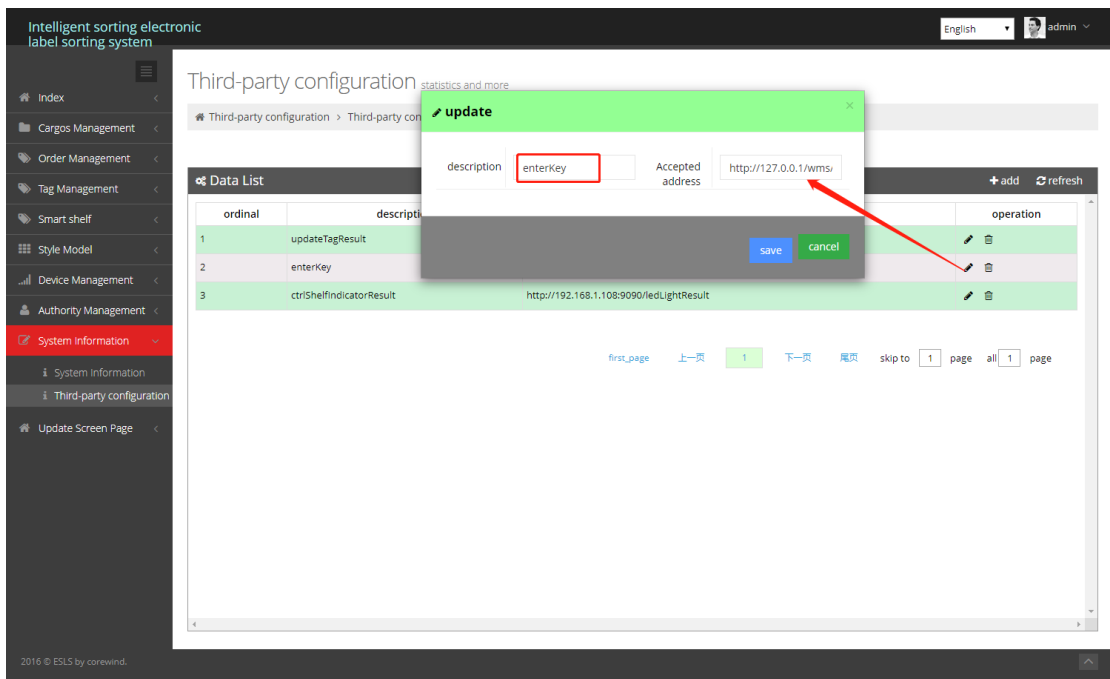 Intelligent sorting electronic
label sorting system
English
admin
Index
Cargos Management
Order Management
Tag Management
Smart shelf
Style Model
Device Management
Authority Management
System Information
System Information
Third-party configuration
Update Screen Page
Third-party configuration statistics and more
Third-party configuration > Third-party con
update
×
description
enterKey
Accepted
address
http://127.0.0.1/wms/
save
cancel
Data List
add
refresh
ordinal
descripti
operation
1
updateTagResult
2
enterKey
3
ctrlShelfIndicatorResult
http://192.168.1.108:9090/ledLightResult
first_page 上一页 1 下一页 尾页 skip to 1 page all 1 page
2016 © ESLS by corewind.